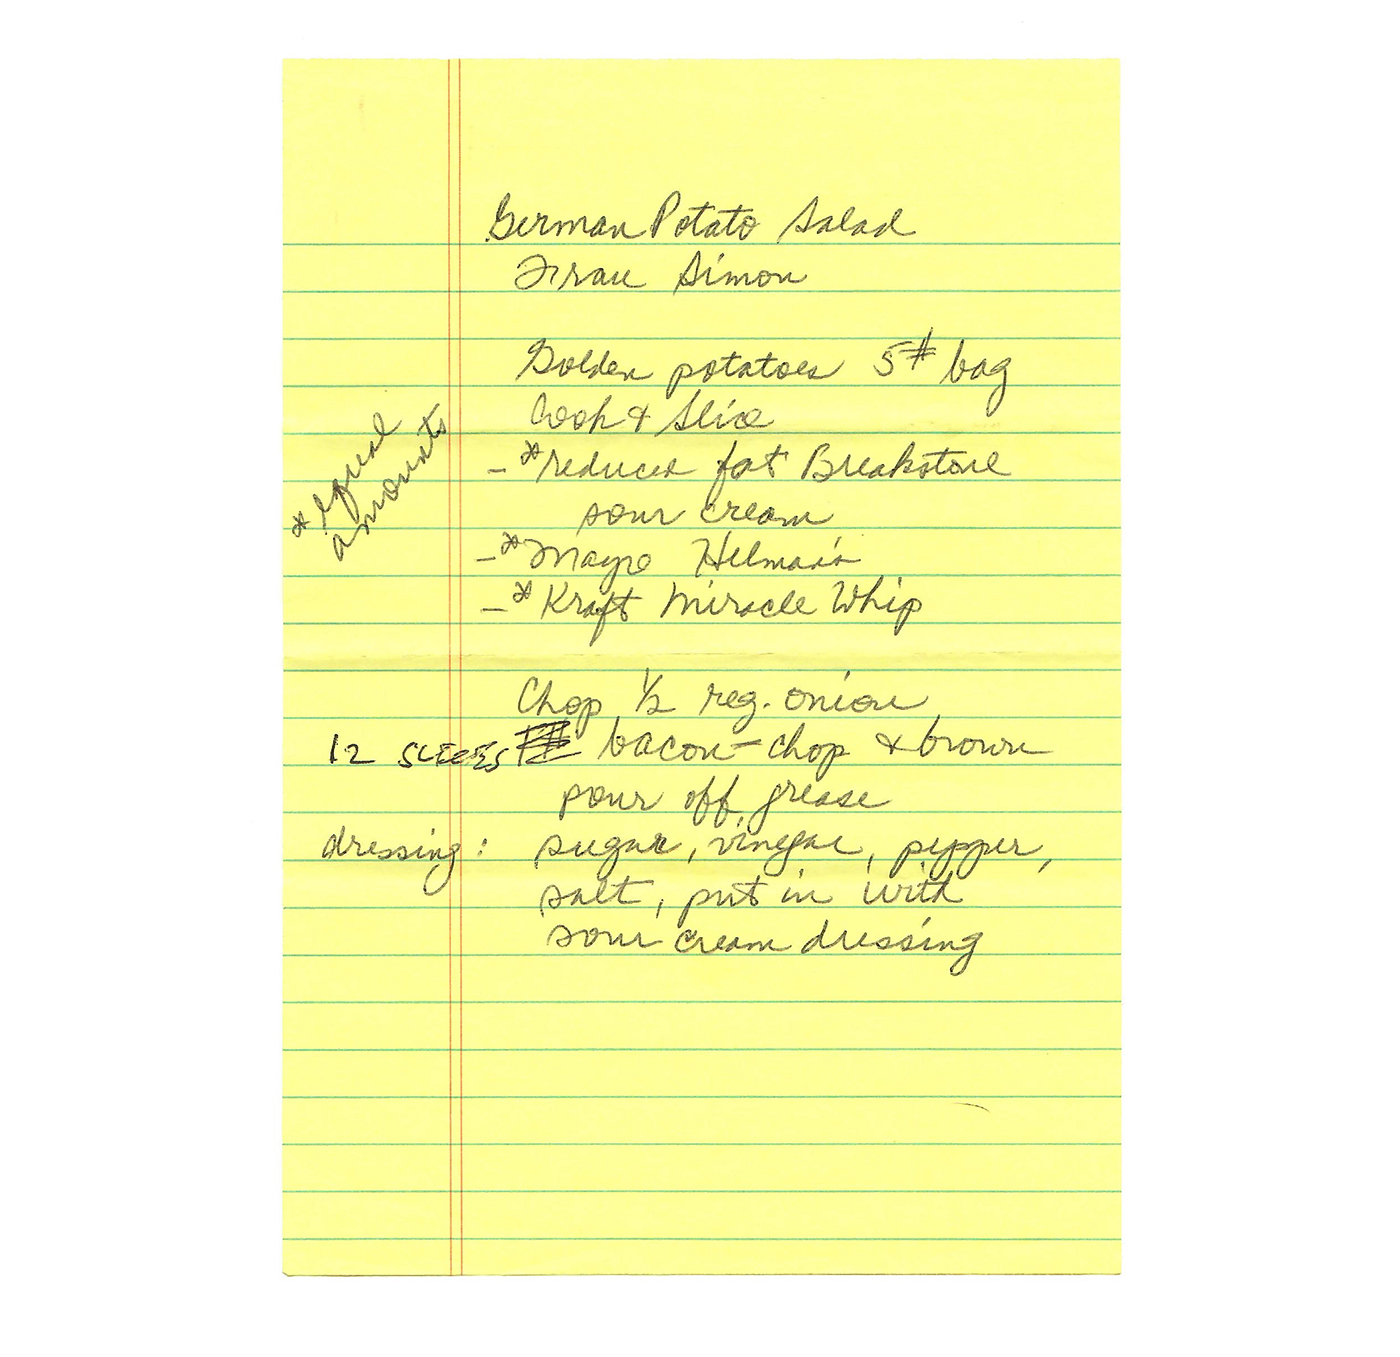 German Potato Salad
Frau Simon
Golden potatoes 5# bag
Cook & Slice
* equal
amounts
- *reduced fat Breakstone
sour cream
- *Mayo Helman's
- *Kraft Miracle Whip
Chop 1/2 reg. onion
12 SLICES bacon - chop & brown
pour off grease
dressing: sugar, vinegar, pepper,
salt, put in with
sour cream dressing